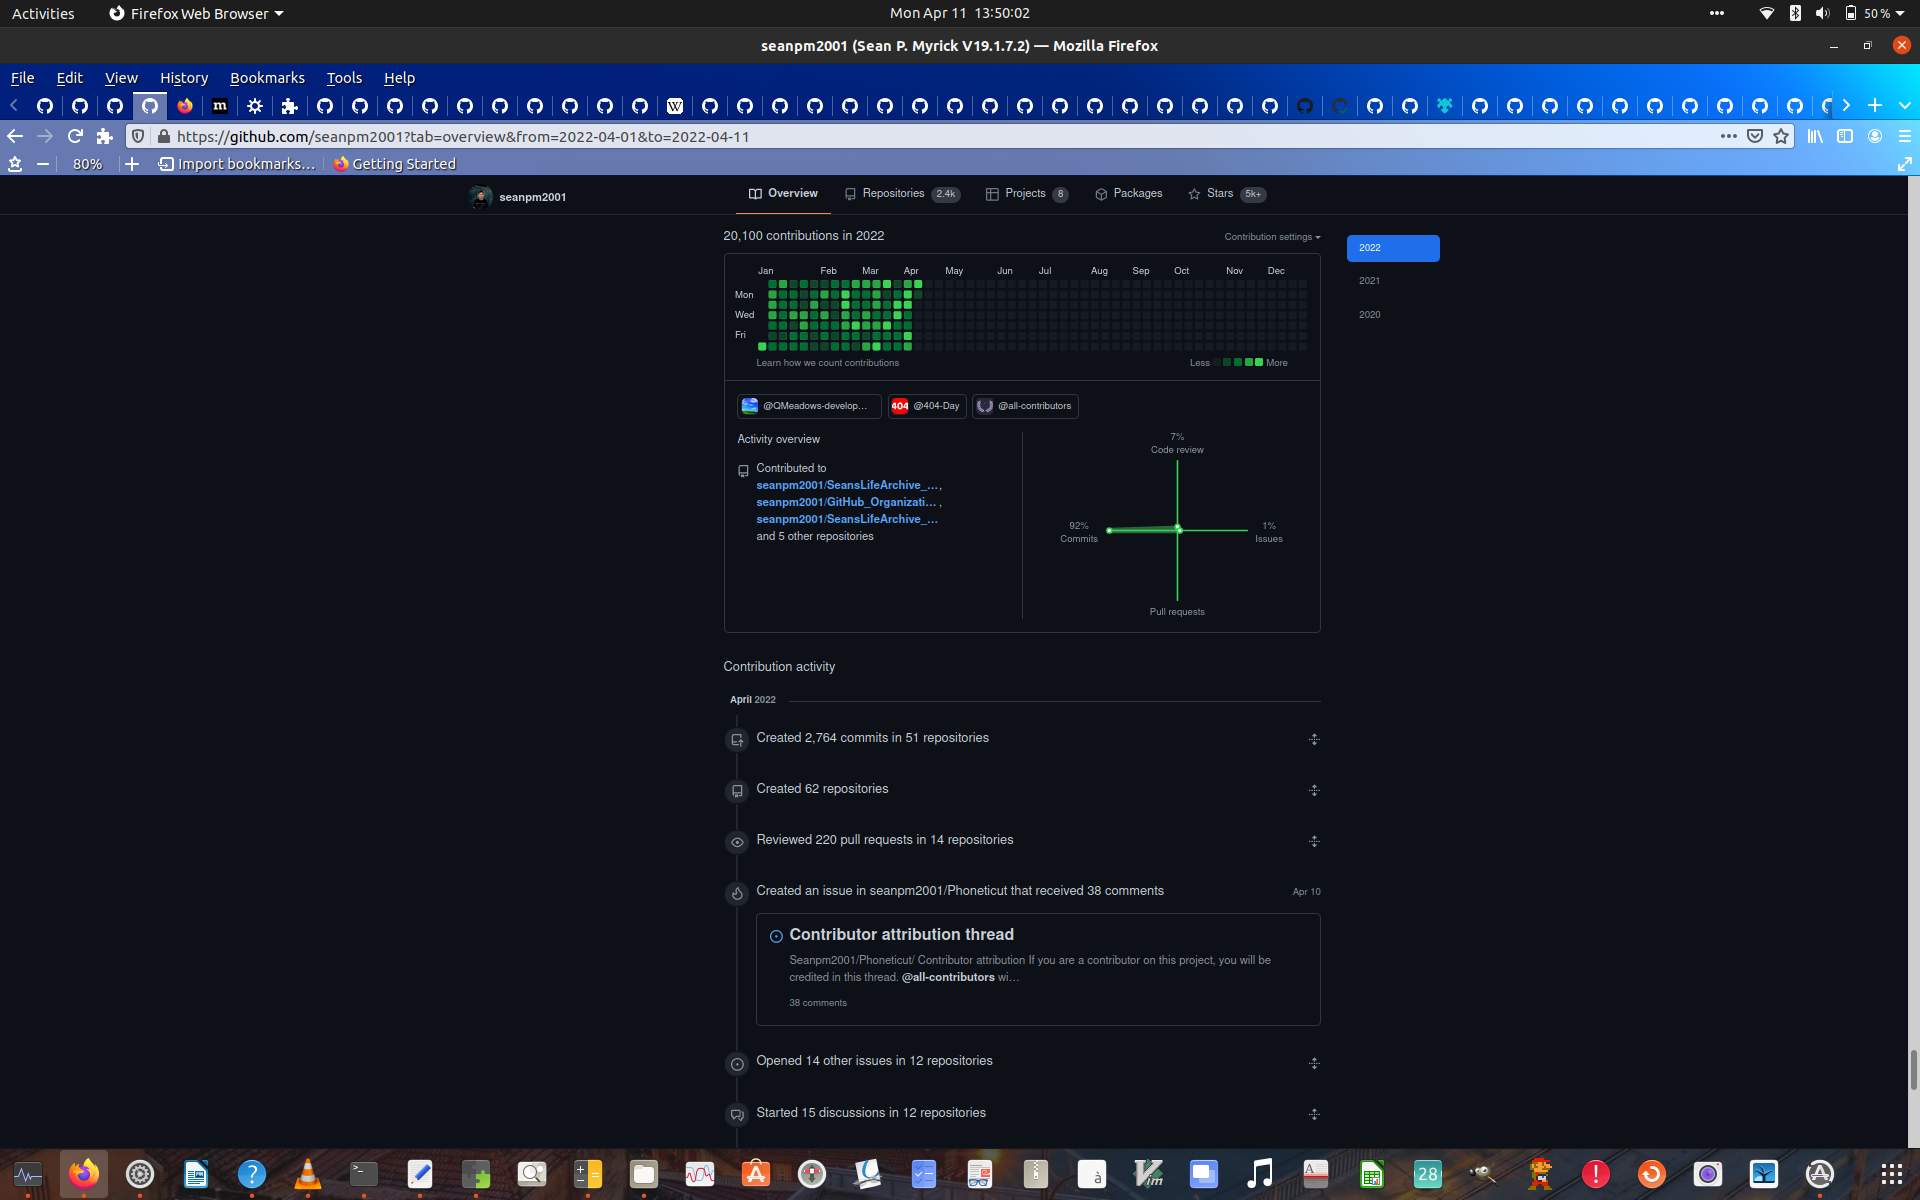 Activities
Firefox Web Browser
Mon Apr 11 13:50:02
50 %
seanpm2001 (Sean P. Myrick V19.1.7.2) — Mozilla Firefox
File Edit View History Bookmarks Tools Help
https://github.com/seanpm2001?tab=overview&from=2022-04-01&to=2022-04-11
80%
Import bookmarks…
Getting Started
seanpm2001
Overview
Repositories 2.4k
Projects 8
Packages
Stars 5k+
20,100 contributions in 2022
Contribution settings
2022
2021
2020
Jan Feb Mar Apr May Jun Jul Aug Sep Oct Nov Dec
Mon
Wed
Fri
Learn how we count contributions
Less More
@QMeadows-develop…
404 @404-Day
@all-contributors
Activity overview
Contributed to
seanpm2001/SeansLifeArchive_…,
seanpm2001/GitHub_Organizati… ,
seanpm2001/SeansLifeArchive_…
and 5 other repositories
7%
Code review
92%
Commits
1%
Issues
Pull requests
Contribution activity
April 2022
Created 2,764 commits in 51 repositories
Created 62 repositories
Reviewed 220 pull requests in 14 repositories
Created an issue in seanpm2001/Phoneticut that received 38 comments
Apr 10
Contributor attribution thread
Seanpm2001/Phoneticut/ Contributor attribution If you are a contributor on this project, you will be
credited in this thread. @all-contributors wi…
38 comments
Opened 14 other issues in 12 repositories
Started 15 discussions in 12 repositories
28